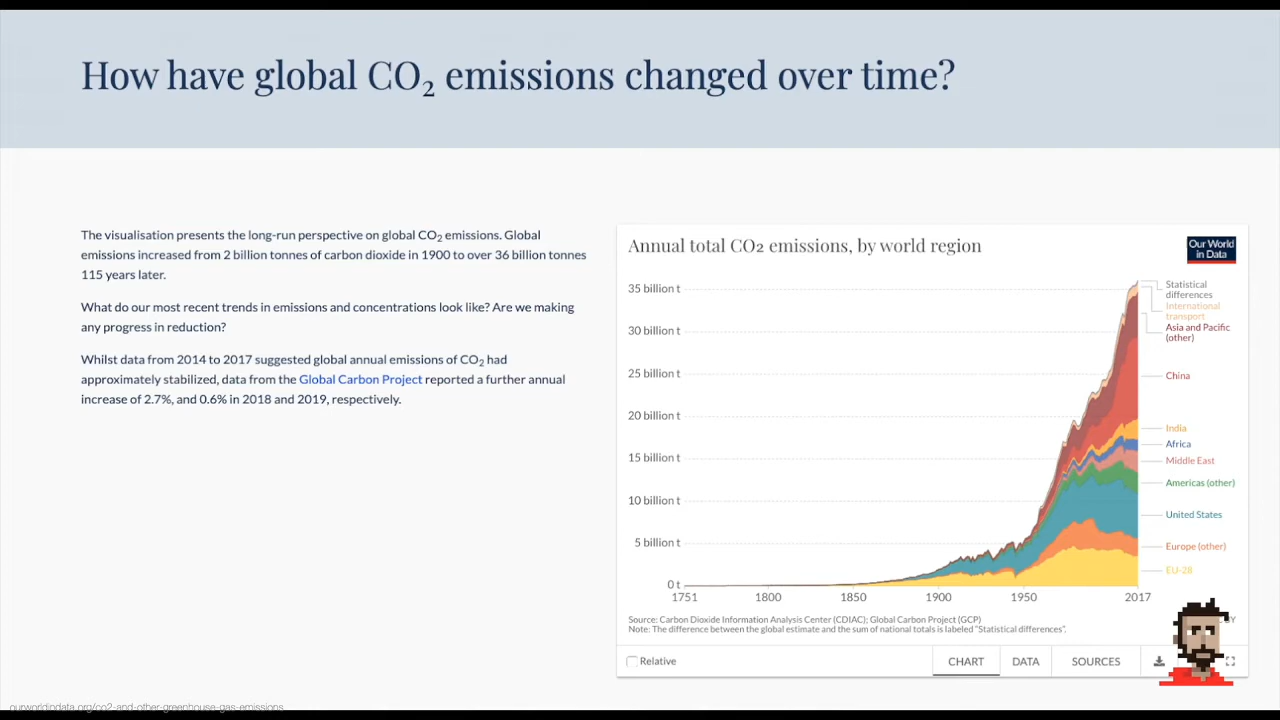 How have global CO₂ emissions changed over time?
The visualisation presents the long-run perspective on global CO₂ emissions. Global
emissions increased from 2 billion tonnes of carbon dioxide in 1900 to over 36 billion tonnes
115 years later.
What do our most recent trends in emissions and concentrations look like? Are we making
any progress in reduction?
Whilst data from 2014 to 2017 suggested global annual emissions of CO₂ had
approximately stabilized, data from the Global Carbon Project reported a further annual
increase of 2.7%, and 0.6% in 2018 and 2019, respectively.
Annual total CO₂ emissions, by world region
Our World
in Data
35 billion t
30 billion t
25 billion t
20 billion t
15 billion t
10 billion t
5 billion t
0 t
1751
1800
1850
1900
1950
2017
Statistical
differences
International
transport
Asia and Pacific
(other)
China
India
Africa
Middle East
Americas (other)
United States
Europe (other)
EU-28
Source: Carbon Dioxide Information Analysis Center (CDIAC); Global Carbon Project (GCP)
Note: The difference between the global estimate and the sum of national totals is labeled "Statistical differences".
Relative
CHART
DATA
SOURCES
ourworldindata.org/co2-and-other-greenhouse-gas-emissions